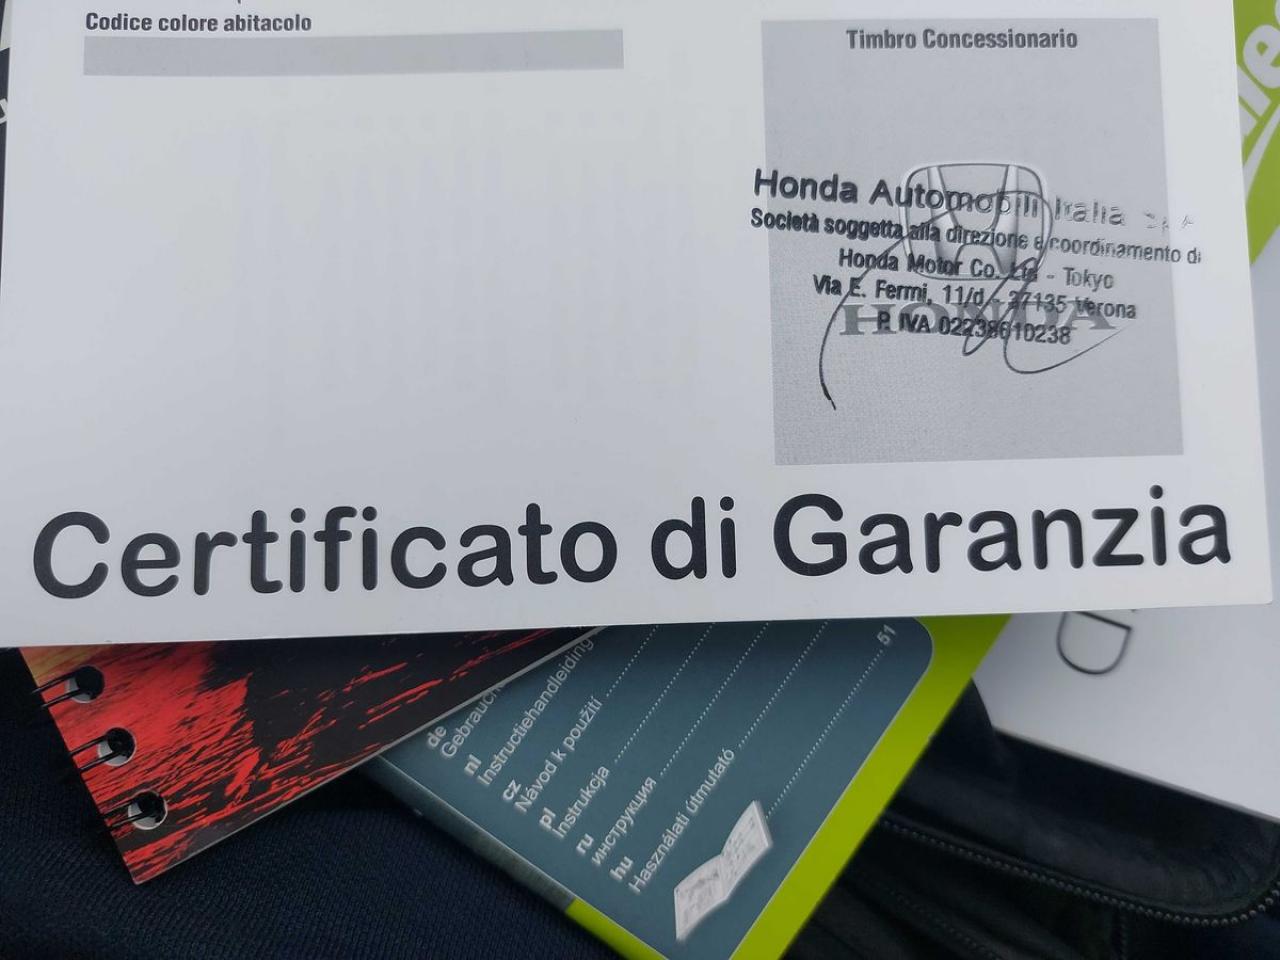 Codice colore abitacolo
Timbro Concessionario
Honda Automobili Italia
Società soggetta alla direzione e coordinamento di
Honda Motor Co. Ltd - Tokyo
Via E. Fermi, 11/d - 37135 Verona
P. IVA 02238610238
HONDA
Certificato di Garanzia
de
nl
Instructiehandleiding
cz
Návod k použití
pl
Instrukcja
ru
инструкция
hu
Használati útmutató
51